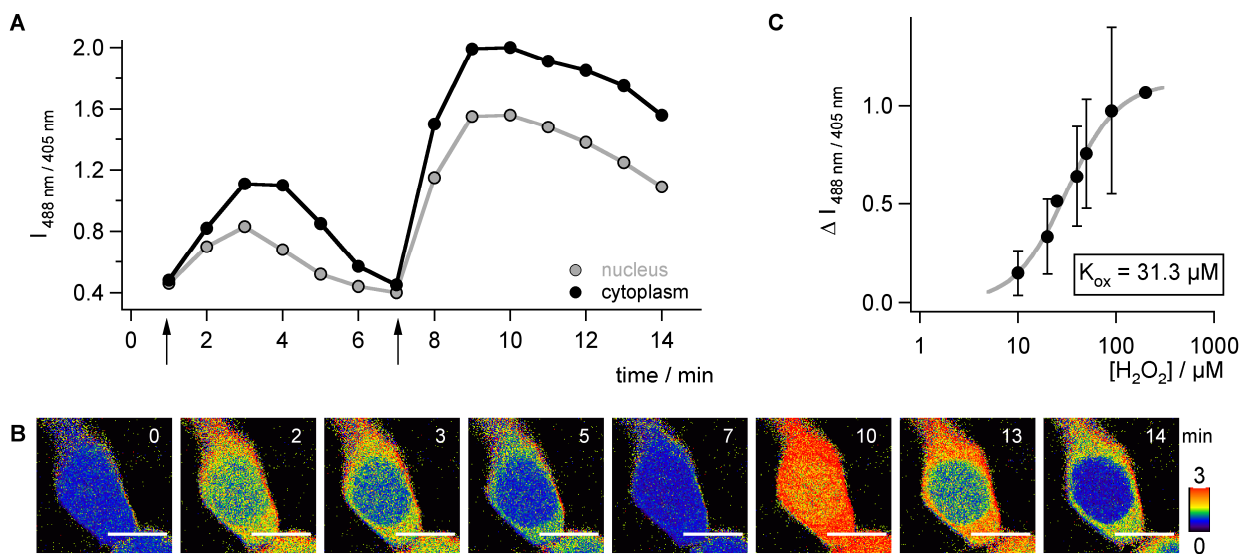 A
I488 nm / 405 nm
2.0
1.6
1.2
0.8
0.4
nucleus
cytoplasm
0 2 4 6 8 10 12 14
time / min
C
Δ I488 nm / 405 nm
1.0
0.5
0.0
Kox = 31.3 µM
1 10 100 1000
[H2O2] / µM
B
0 2 3 5 7 10 13 14 min
3
0